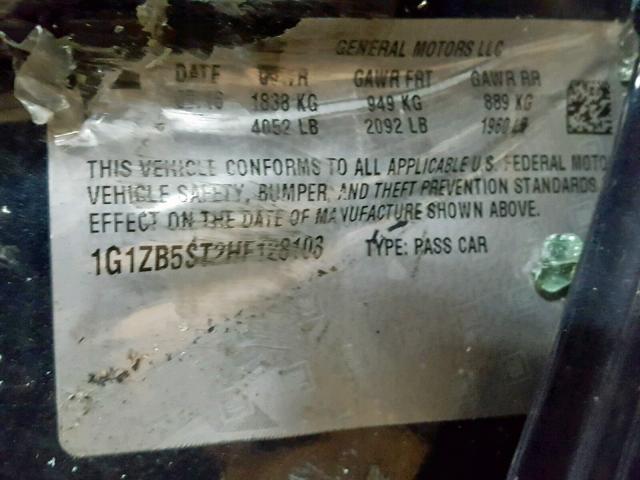 GENERAL MOTORS LLC
DATE GAWR FRT GAWR RR
1838 KG 949 KG 889 KG
4052 LB 2092 LB 1960 LB
THIS VEHICLE CONFORMS TO ALL APPLICABLE U.S. FEDERAL MOTO
VEHICLE SAFETY, BUMPER, AND THEFT PREVENTION STANDARDS
EFFECT ON THE DATE OF MANUFACTURE SHOWN ABOVE.
TYPE: PASS CAR